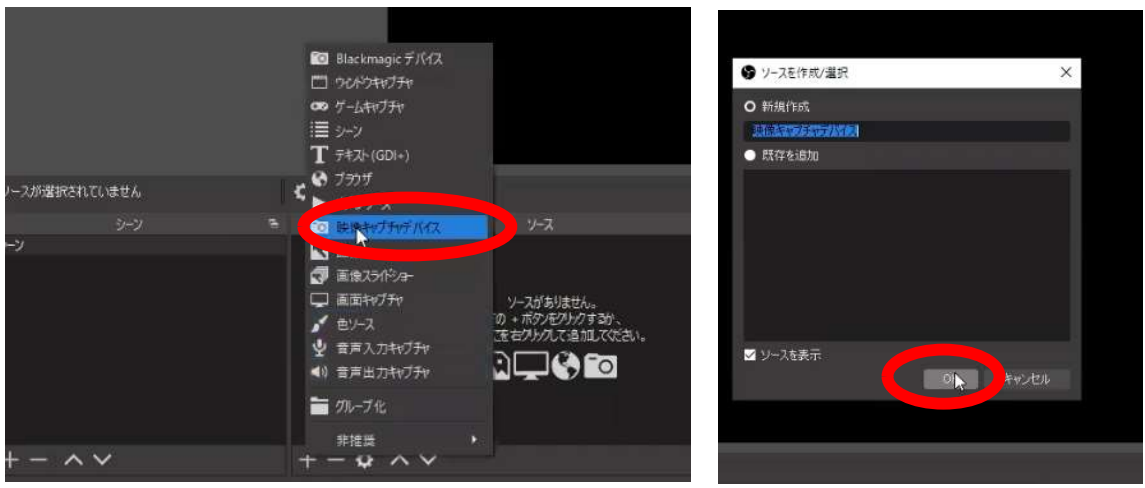 Blackmagic デバイス
ウィンドウキャプチャ
ゲームキャプチャ
シーン
テキスト (GDI+)
ブラウザ
映像キャプチャデバイス
画像スライドショー
画面キャプチャ
色ソース
音声入力キャプチャ
音声出力キャプチャ
グループ化
非推奨
ソースが選択されていません
シーン
ソース
ーン
ソースがありません。
の + ボタンをクリックするか、
こを右クリックして追加してください。
ソースを作成/選択
新規作成
映像キャプチャデバイス
既存を追加
ソースを表示
キャンセル